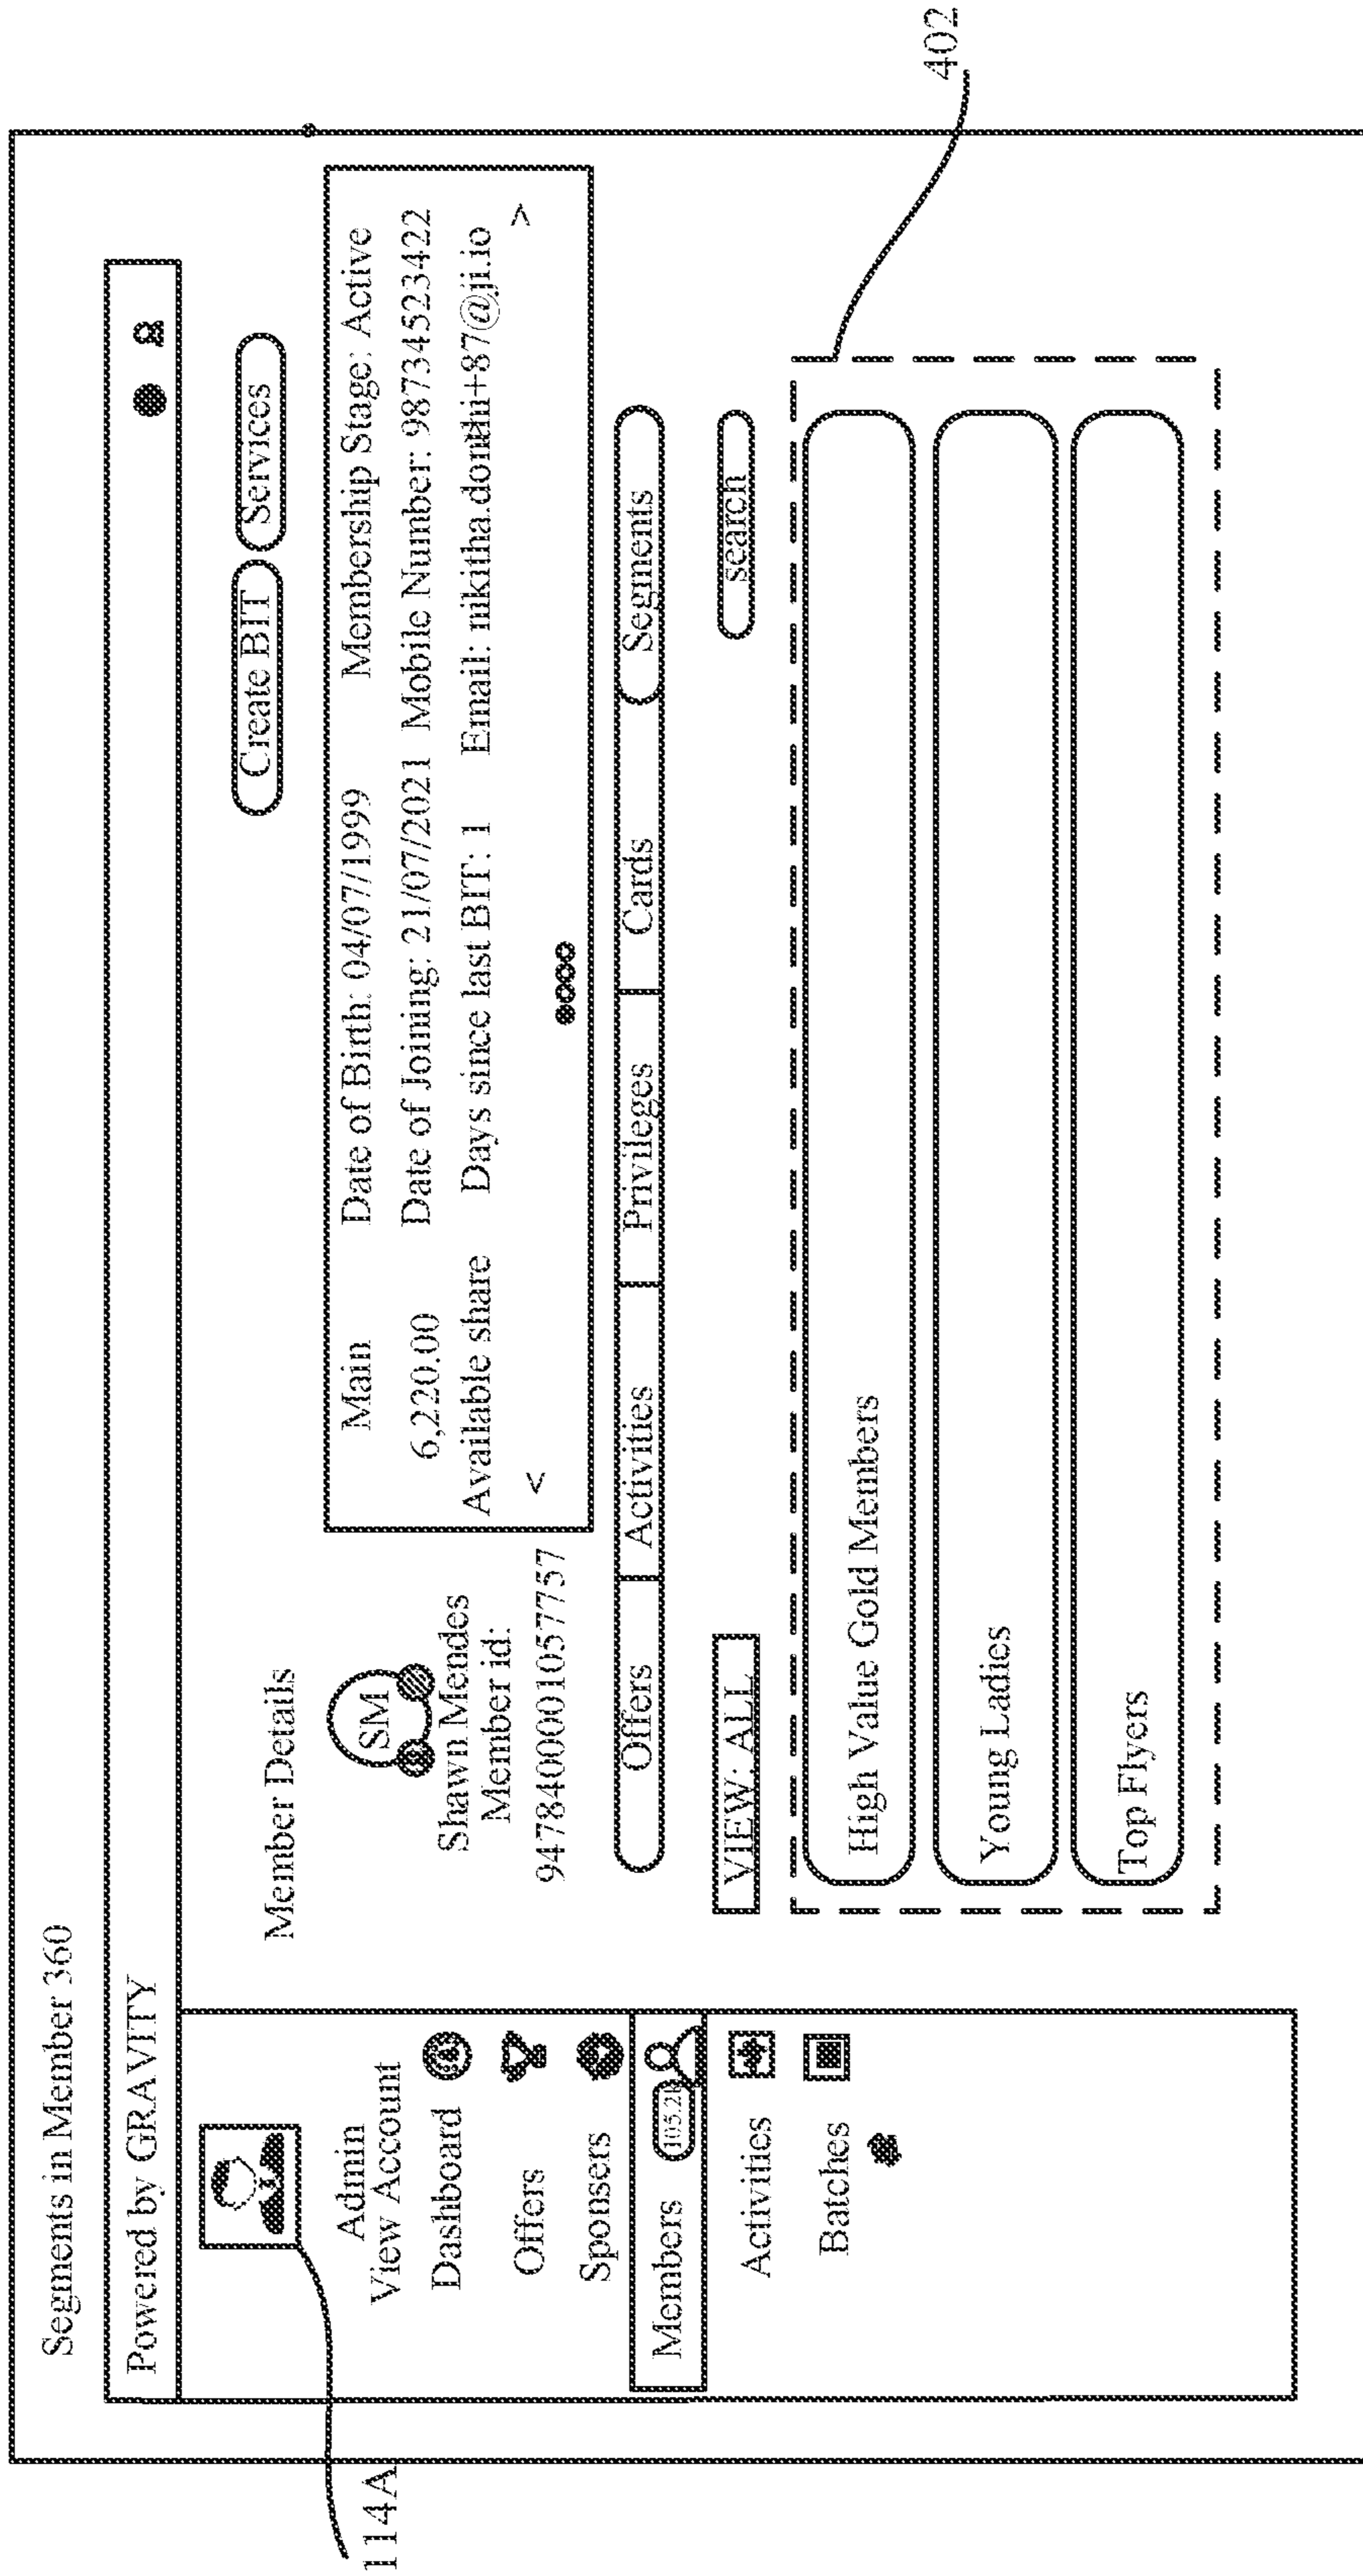 Segments in Member 360
Powered by GRAVITY
114A
Admin
View Account
Dashboard
Offers
Sponsers
Members
Activities
Batches
Member Details
Create BIT
Services
SM
Shawn Mendes
Member id:
9478400001057757
Main
6,220.00
Available share
Date of Birth: 04/07/1999
Date of Joining: 21/07/2021
Days since last BIT: 1
Membership Stage: Active
Mobile Number: 98734523422
<
>
Offers
Activities
Privileges
Cards
Segments
VIEW: ALL
search
High Value Gold Members
Young Ladies
Top Flyers
402